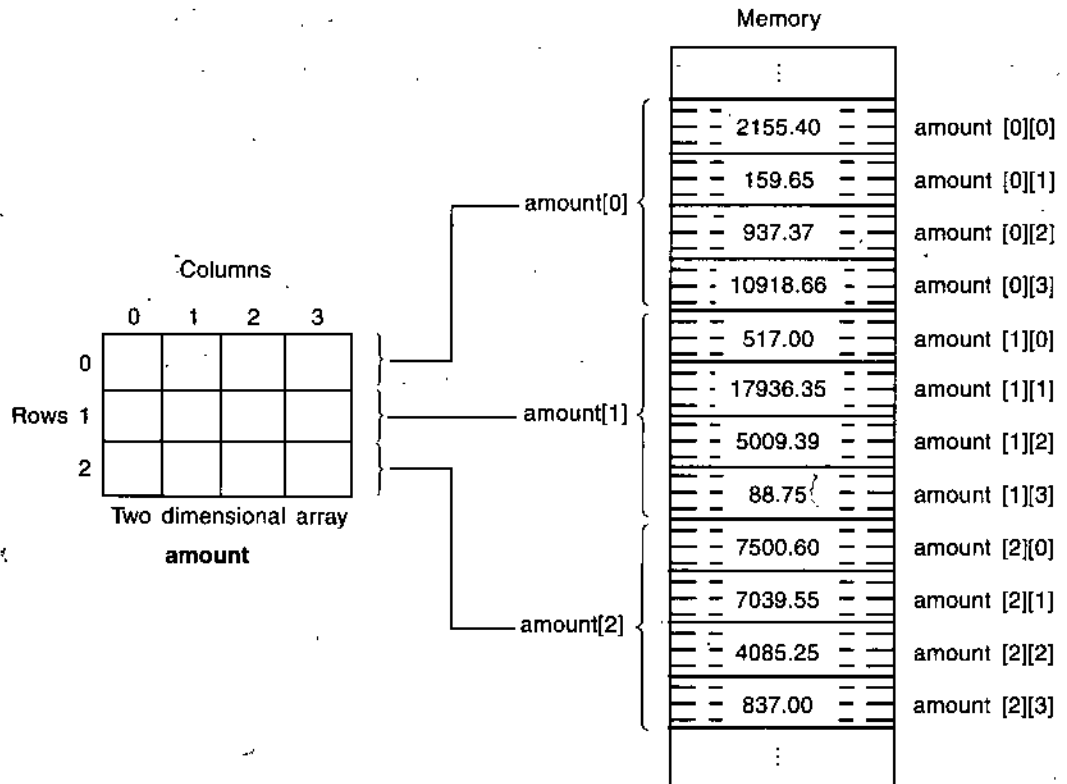 Memory
⋮
2155.40 amount [0][0]
159.65 amount [0][1]
amount[0]
937.37 amount [0][2]
10918.66 amount [0][3]
517.00 amount [1][0]
17936.35 amount [1][1]
amount[1]
5009.39 amount [1][2]
88.75 amount [1][3]
7500.60 amount [2][0]
7039.55 amount [2][1]
amount[2]
4085.25 amount [2][2]
837.00 amount [2][3]
⋮
Columns
0 1 2 3
0
Rows 1
2
Two dimensional array
amount